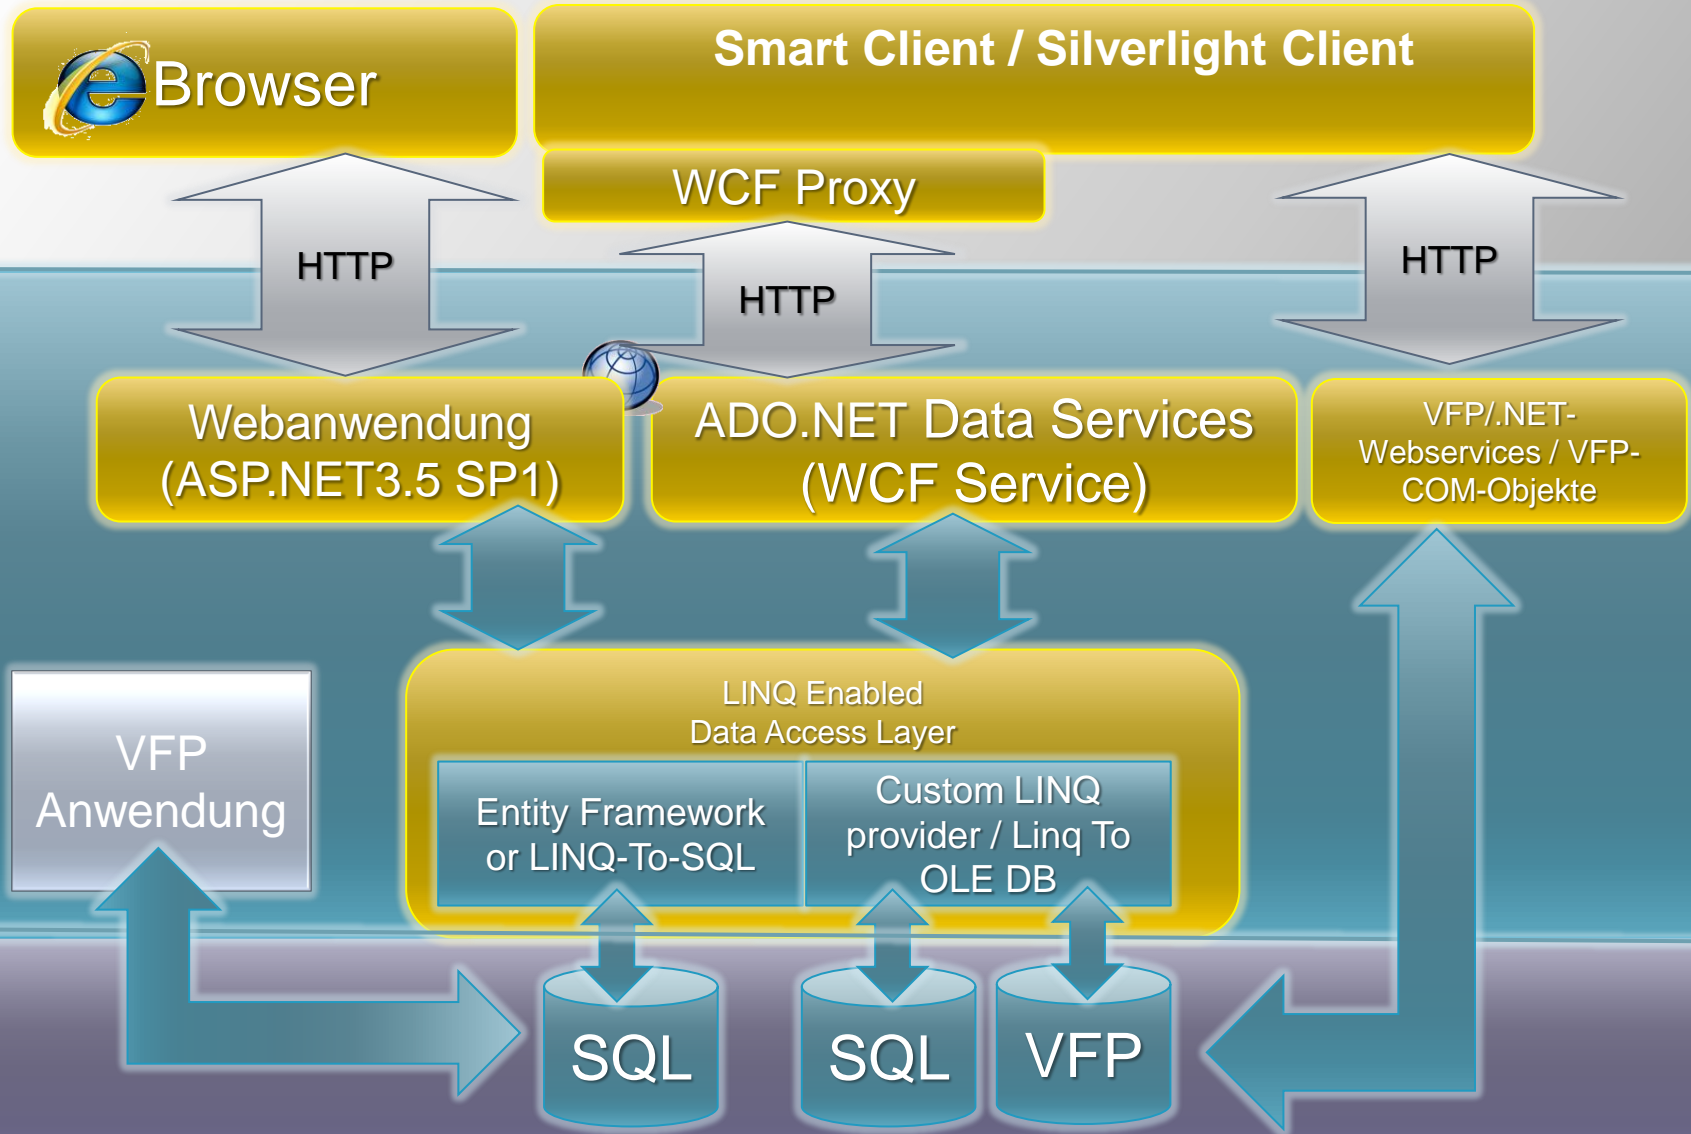 Browser
Smart Client / Silverlight Client
WCF Proxy
HTTP
HTTP
HTTP
Webanwendung
(ASP.NET3.5 SP1)
ADO.NET Data Services
(WCF Service)
VFP/.NET-
Webservices / VFP-
COM-Objekte
LINQ Enabled
Data Access Layer
VFP
Anwendung
Entity Framework
or LINQ-To-SQL
Custom LINQ
provider / Linq To
OLE DB
SQL
SQL
VFP